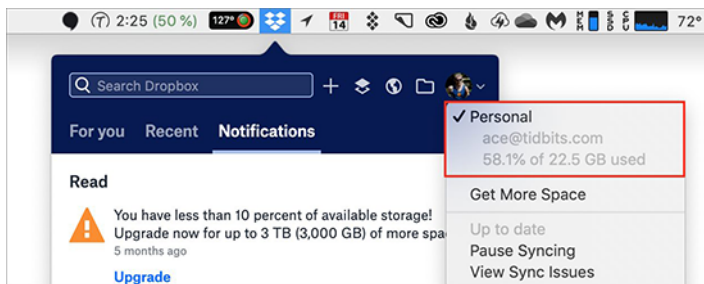 2:25 (50 %) 127° FRI 14 MEM SSD CPU 72°
Search Dropbox
For you Recent Notifications
✓ Personal
ace@tidbits.com
58.1% of 22.5 GB used
Get More Space
Up to date
Pause Syncing
View Sync Issues
Read
You have less than 10 percent of available storage!
Upgrade now for up to 3 TB (3,000 GB) of more spa
5 months ago
Upgrade